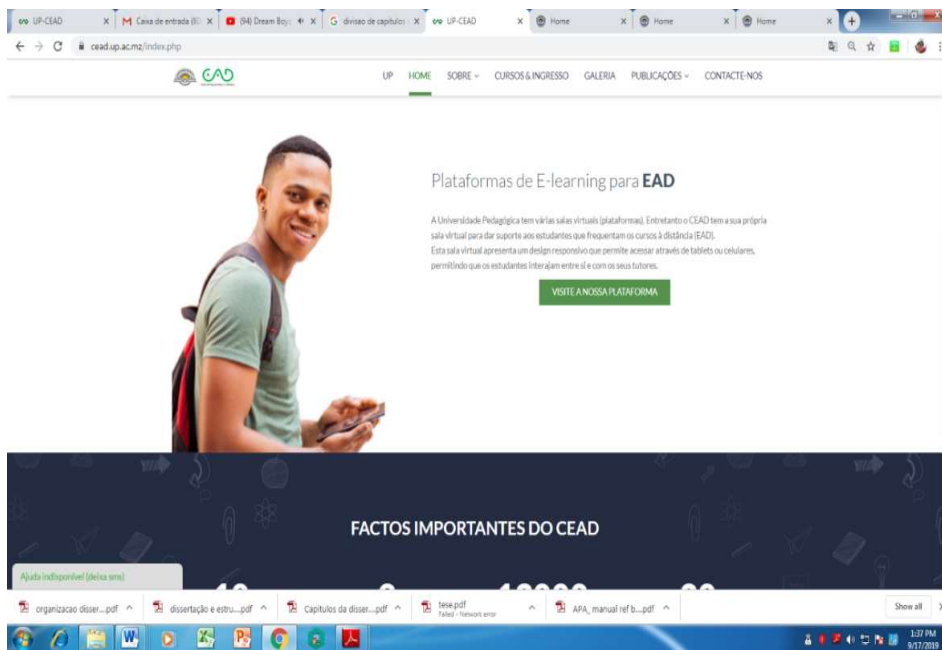 UP-CEAD
Caixa de entrada
(94) Dream Boy
divisao de capitulos
UP-CEAD
Home
Home
Home
cead.up.ac.mz/index.php
UP HOME SOBRE CURSOS & INGRESSO GALERIA PUBLICAÇÕES CONTACTE-NOS
Plataformas de E-learning para EAD
A Universidade Pedagógica tem várias salas virtuais (plataformas). Entretanto o CEAD tem a sua própria
sala virtual para dar suporte aos estudantes que frequentam os cursos à distância (EAD).
Esta sala virtual apresenta um design responsivo que permite acessar através de tablets ou celulares,
permitindo que os estudantes interajam entre si e com os seus tutores.
VISITE A NOSSA PLATAFORMA
FACTOS IMPORTANTES DO CEAD
Ajuda indisponível (deixa sms)
organizacao disser....pdf
dissertação e estru....pdf
Capitulos da disser....pdf
tese.pdf
Failed - Network error
APA_ manual ref b....pdf
Show all
1:37 PM
9/17/2019